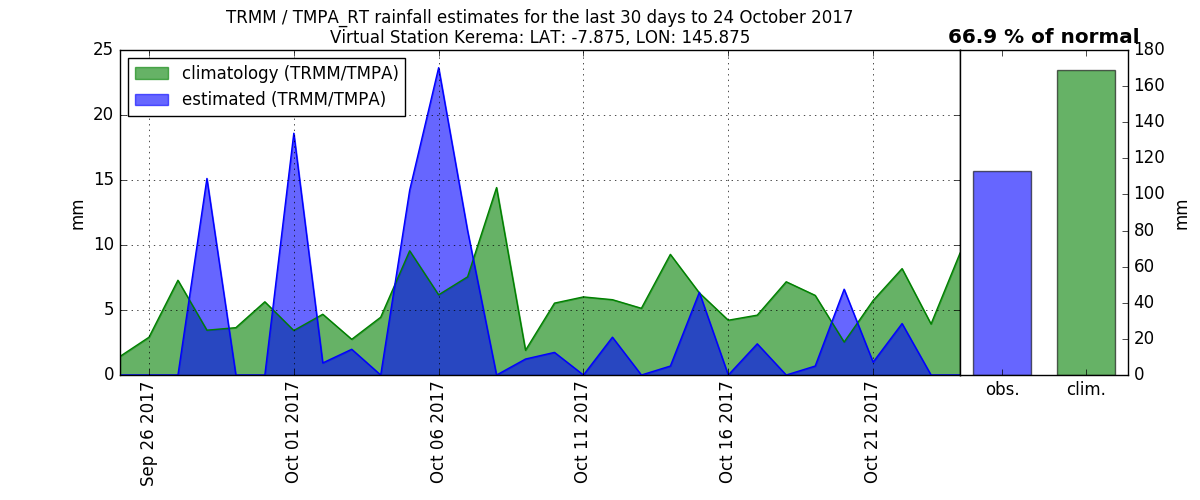 TRMM / TMPA_RT rainfall estimates for the last 30 days to 24 October 2017
Virtual Station Kerema: LAT: -7.875, LON: 145.875
66.9 % of normal
climatology (TRMM/TMPA)
estimated (TRMM/TMPA)
25
20
15
10
5
0
mm
Sep 26 2017
Oct 01 2017
Oct 06 2017
Oct 11 2017
Oct 16 2017
Oct 21 2017
obs.
clim.
180
160
140
120
100
80
60
40
20
0
mm